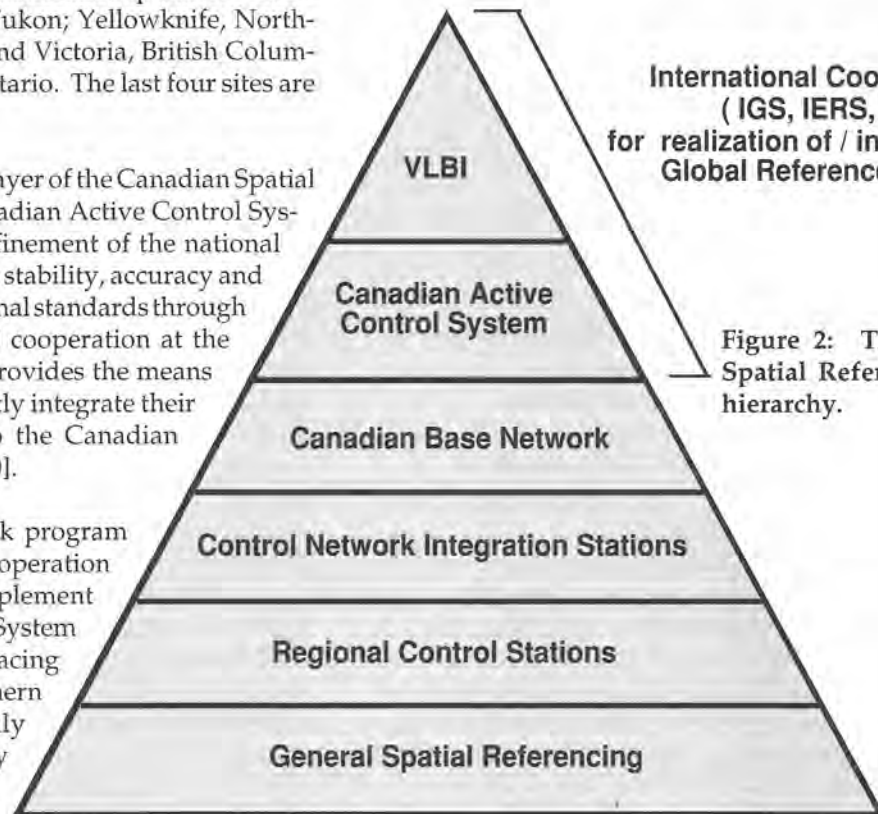 Yukon; Yellowknife, North-
nd Victoria, British Colum-
tario. The last four sites are
ayer of the Canadian Spatial
adian Active Control Sys-
finement of the national
stability, accuracy and
nal standards through
cooperation at the
rovides the means
tly integrate their
the Canadian
].
k program
operation
plement
System
acing
ern
ly
VLBI
Canadian Active
Control System
Canadian Base Network
Control Network Integration Stations
Regional Control Stations
General Spatial Referencing
International Coo
( IGS, IERS,
for realization of / in
Global Reference
Figure 2: T
Spatial Refer
hierarchy.